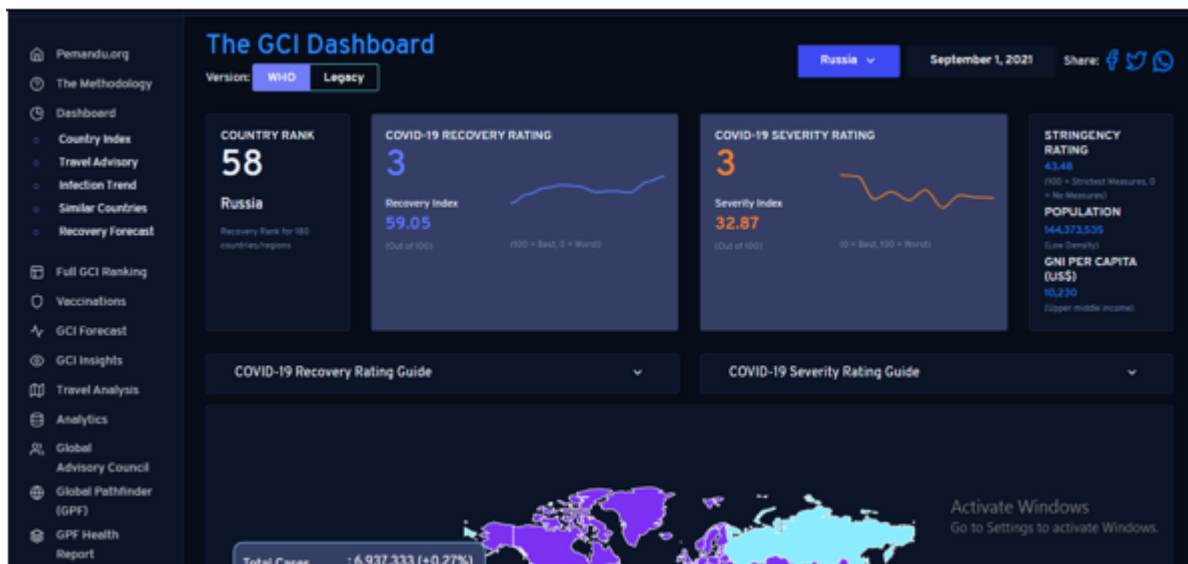 The GCI Dashboard
Version: WHO Legacy
Russia
September 1, 2021
Share:
Pemandu.org
The Methodology
Dashboard
Country Index
Travel Advisory
Infection Trend
Similar Countries
Recovery Forecast
Full GCI Ranking
Vaccinations
GCI Forecast
GCI Insights
Travel Analysis
Analytics
Global
Advisory Council
Global Pathfinder
(GPF)
GPF Health
Report
COUNTRY RANK
58
Russia
Recovery Rank for 180
countries/regions
COVID-19 RECOVERY RATING
3
Recovery Index
59.05
(Out of 100)
(100 = Best, 0 = Worst)
COVID-19 SEVERITY RATING
3
Severity Index
32.87
(Out of 100)
(0 = Best, 100 = Worst)
STRINGENCY
RATING
43.48
(100 = Strictest Measures, 0
= No Measures)
POPULATION
144,373,535
(Low Density)
GNI PER CAPITA
(US$)
10,230
(Upper middle income)
COVID-19 Recovery Rating Guide
COVID-19 Severity Rating Guide
Total Cases : 6,937,333 (+0.27%)
Activate Windows
Go to Settings to activate Windows.